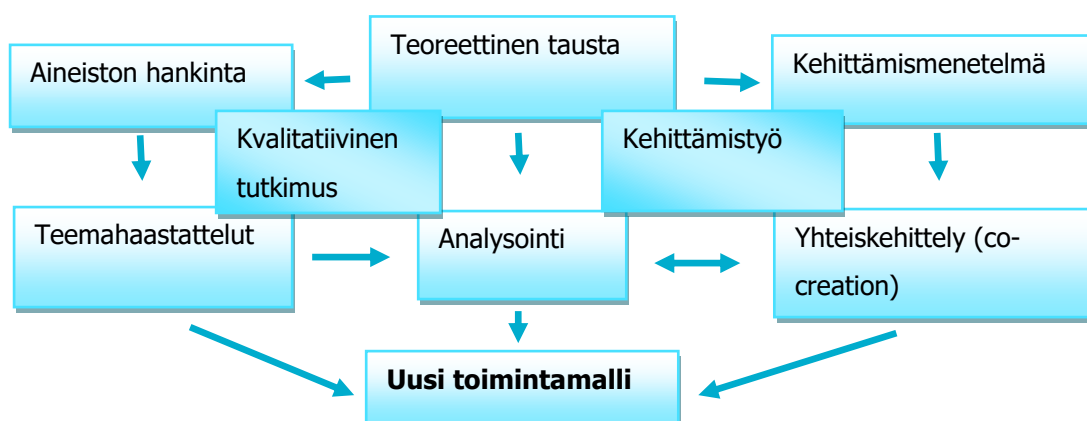 Teoreettinen tausta
Aineiston hankinta
Kehittämismenetelmä
Kvalitatiivinen
tutkimus
Kehittämistyö
Teemahaastattelut
Analysointi
Yhteiskehittely (co-
creation)
Uusi toimintamalli